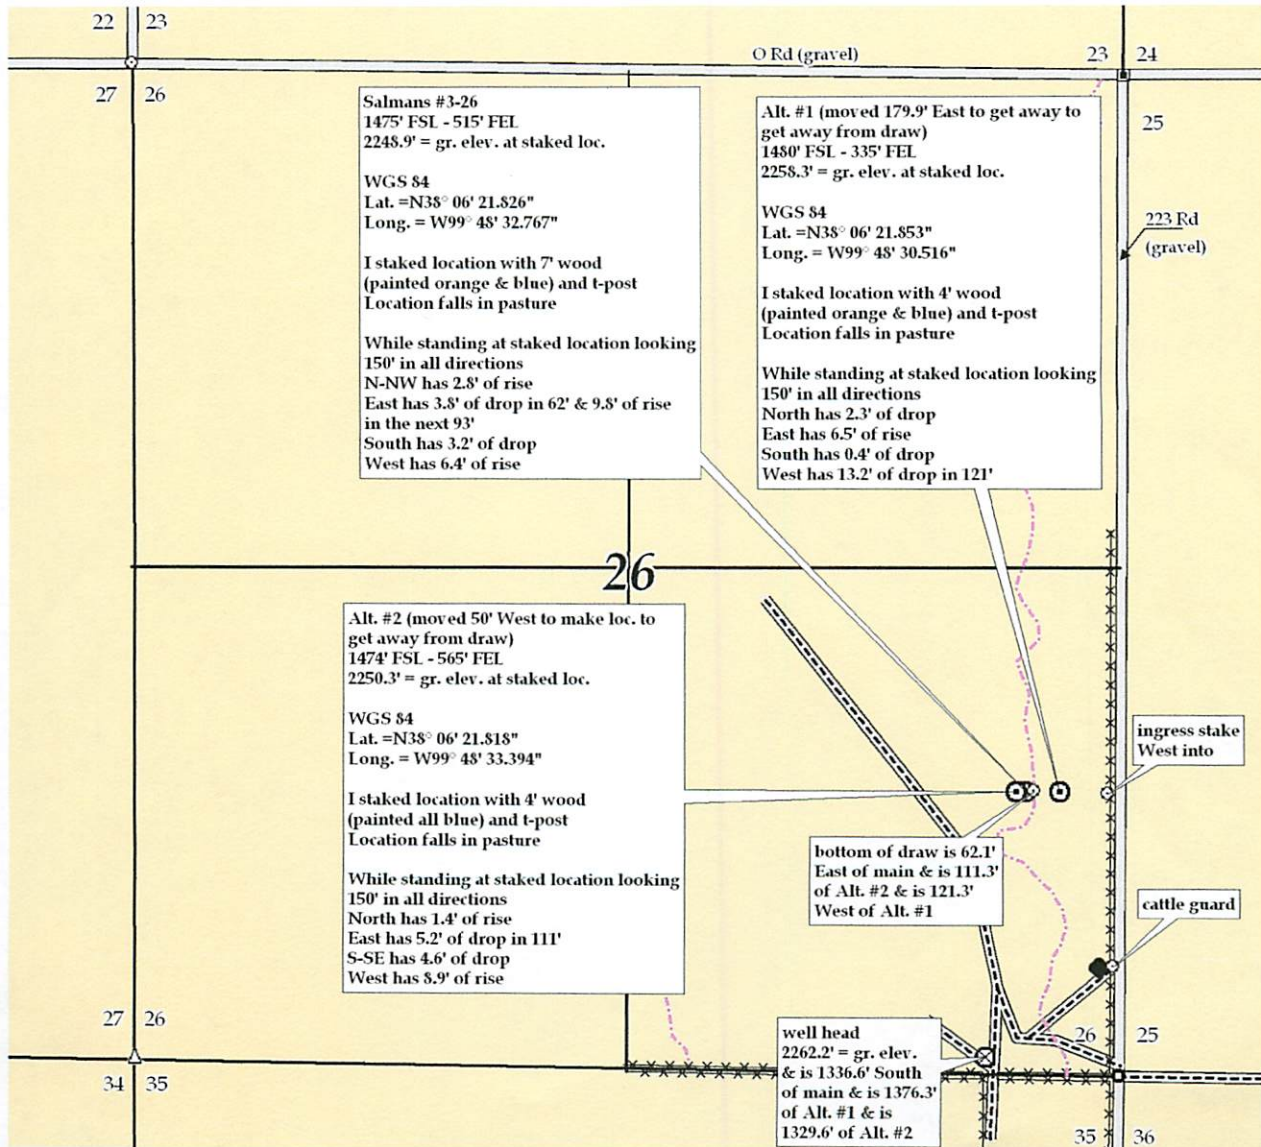 22 23
O Rd (gravel)
23 24
27 26
25
Salmans #3-26
1475' FSL - 515' FEL
2248.9' = gr. elev. at staked loc.
WGS 84
Lat. =N38° 06' 21.826"
Long. = W99° 48' 32.767"
I staked location with 7' wood
(painted orange & blue) and t-post
Location falls in pasture
While standing at staked location looking
150' in all directions
N-NW has 2.8' of rise
East has 3.8' of drop in 62' & 9.8' of rise
in the next 93'
South has 3.2' of drop
West has 6.4' of rise
Alt. #1 (moved 179.9' East to get away to
get away from draw)
1480' FSL - 335' FEL
2258.3' = gr. elev. at staked loc.
WGS 84
Lat. =N38° 06' 21.853"
Long. = W99° 48' 30.516"
I staked location with 4' wood
(painted orange & blue) and t-post
Location falls in pasture
While standing at staked location looking
150' in all directions
North has 2.3' of drop
East has 6.5' of rise
South has 0.4' of drop
West has 13.2' of drop in 121'
223 Rd
(gravel)
26
Alt. #2 (moved 50' West to make loc. to
get away from draw)
1474' FSL - 565' FEL
2250.3' = gr. elev. at staked loc.
WGS 84
Lat. =N38° 06' 21.818"
Long. = W99° 48' 33.394"
I staked location with 4' wood
(painted all blue) and t-post
Location falls in pasture
While standing at staked location looking
150' in all directions
North has 1.4' of rise
East has 5.2' of drop in 111'
S-SE has 4.6' of drop
West has 8.9' of rise
ingress stake
West into
bottom of draw is 62.1'
East of main & is 111.3'
of Alt. #2 & is 121.3'
West of Alt. #1
cattle guard
27 26
26 25
well head
2262.2' = gr. elev.
& is 1336.6' South
of main & is 1376.3'
of Alt. #1 & is
1329.6' of Alt. #2
34 35
35 36